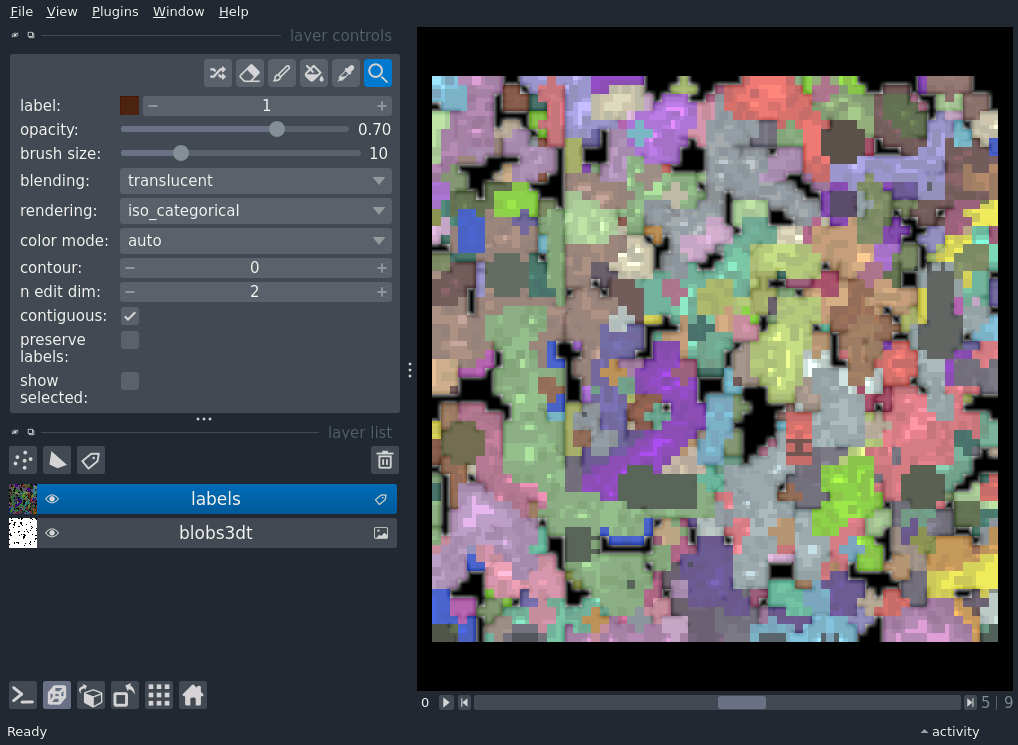 File View Plugins Window Help
layer controls
label: 1
opacity: 0.70
brush size: 10
blending: translucent
rendering: iso_categorical
color mode: auto
contour: 0
n edit dim: 2
contiguous:
preserve
labels:
show
selected:
layer list
labels
blobs3dt
0 5 | 9
Ready activity